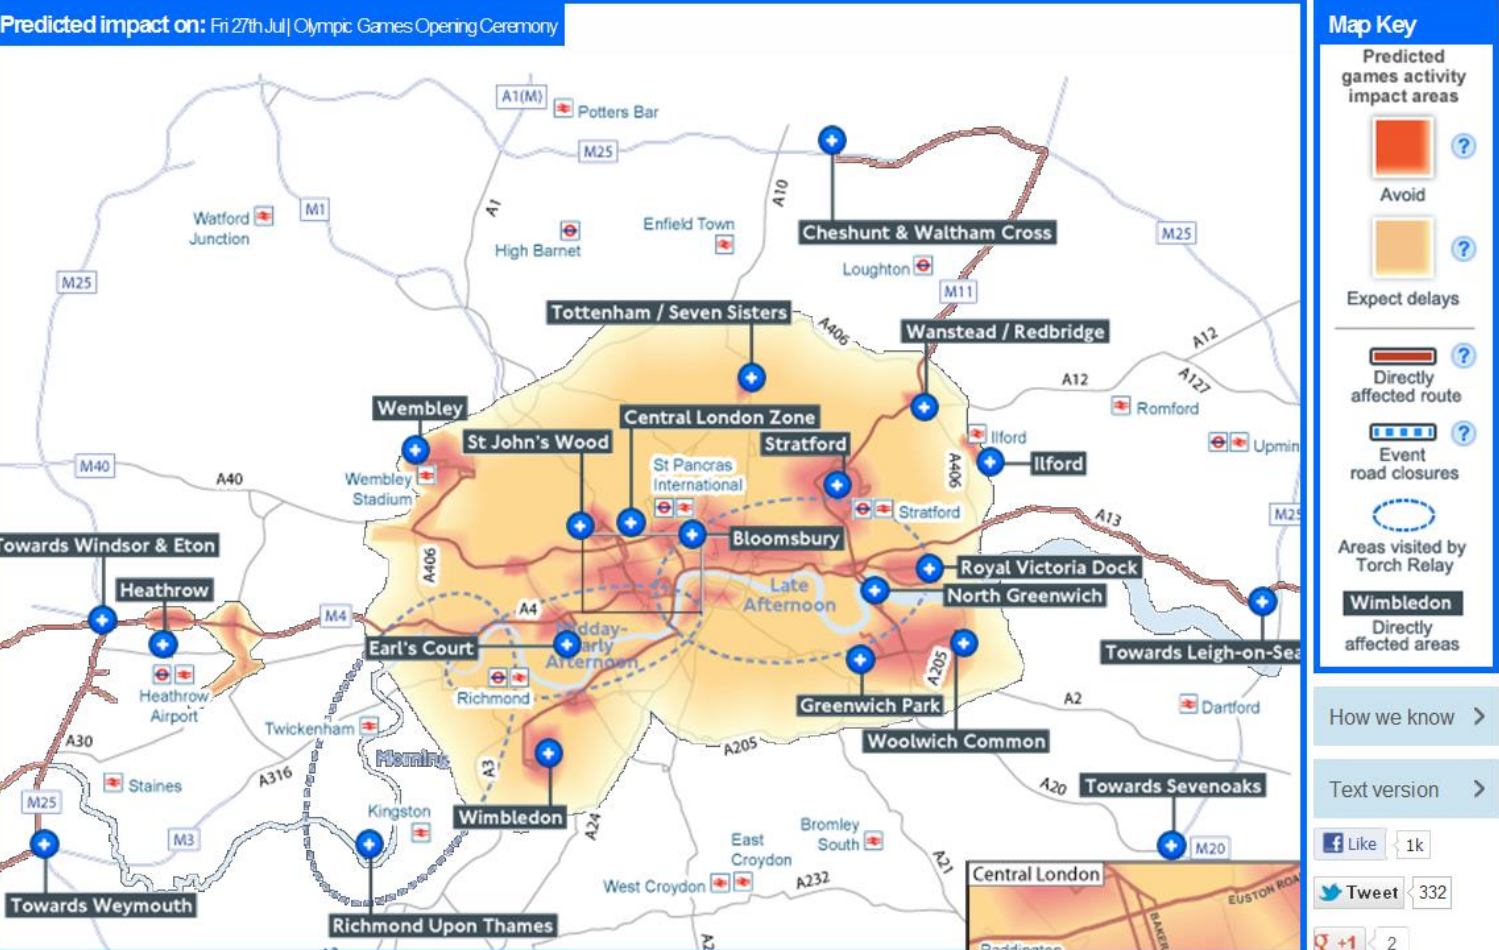 Predicted impact on: Fri 27th Jul | Olympic Games Opening Ceremony
A1(M)
Potters Bar
M25
A10
A1
Watford
Junction
M1
High Barnet
Enfield Town
Cheshunt & Waltham Cross
M25
Loughton
M11
M25
Tottenham / Seven Sisters
A406
Wanstead / Redbridge
A12
A12
A127
Romford
Wembley
Central London Zone
St John's Wood
Stratford
Ilford
Ilford
Upmin
M40
A40
Wembley
Stadium
St Pancras
International
A406
Stratford
A13
M25
Bloomsbury
Towards Windsor & Eton
A406
Royal Victoria Dock
Heathrow
Late
Afternoon
North Greenwich
M4
A4
Earl's Court
Afternoon
Towards Leigh-on-Sea
A205
Heathrow
Airport
Richmond
Greenwich Park
A2
Dartford
Twickenham
Woolwich Common
A30
Morning
A205
A3
A316
Staines
M25
Towards Sevenoaks
A20
Kingston
Wimbledon
A24
M3
East
Croydon
Bromley
South
M20
A21
West Croydon
A232
Towards Weymouth
Richmond Upon Thames
Central London
EUSTON ROA
BAKER
Paddington
Map Key
Predicted
games activity
impact areas
?
Avoid
?
Expect delays
?
Directly
affected route
?
Event
road closures
Areas visited by
Torch Relay
Wimbledon
Directly
affected areas
How we know
Text version
Like
1k
Tweet
332
+1
2